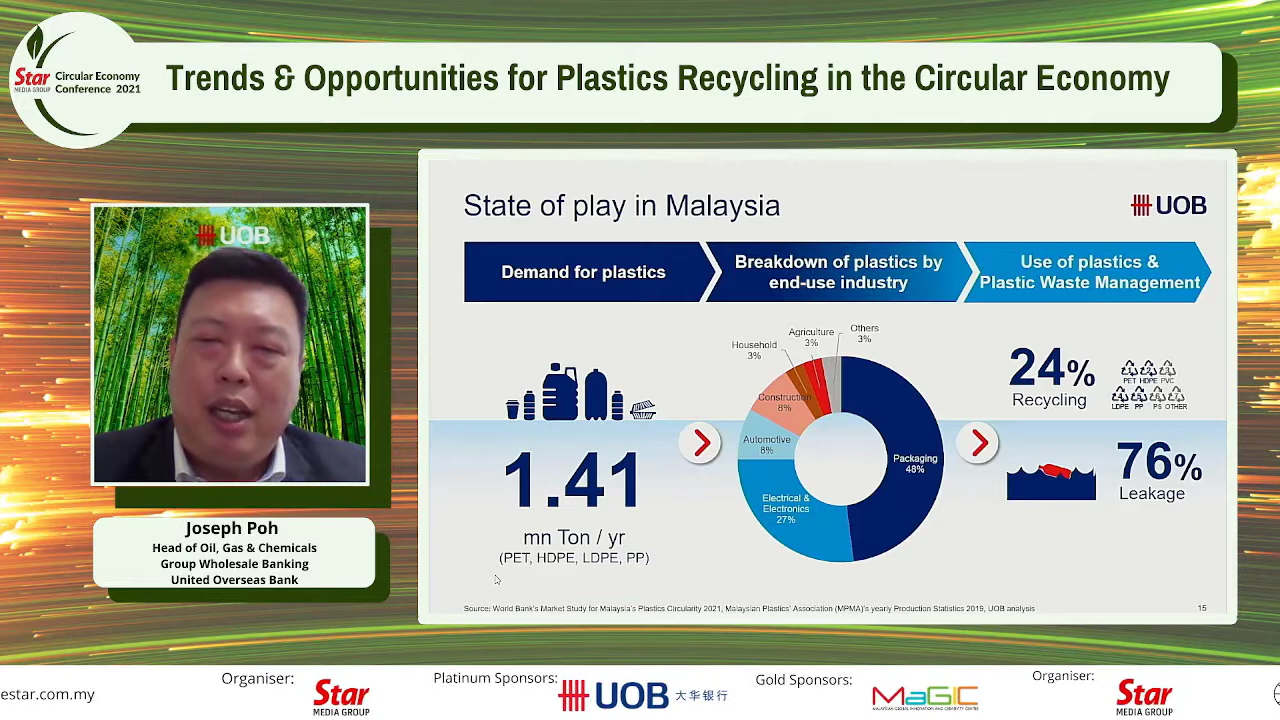 Star
MEDIA GROUP
Circular Economy
Conference 2021
Trends & Opportunities for Plastics Recycling in the Circular Economy
UOB
Joseph Poh
Head of Oil, Gas & Chemicals
Group Wholesale Banking
United Overseas Bank
State of play in Malaysia
UOB
Demand for plastics
Breakdown of plastics by
end-use industry
Use of plastics &
Plastic Waste Management
1.41
mn Ton / yr
(PET, HDPE, LDPE, PP)
Others
3%
Agriculture
3%
Household
3%
Construction
8%
Automotive
8%
Packaging
48%
Electrical &
Electronics
27%
24%
Recycling
PET HDPE PVC
LDPE PP PS OTHER
76%
Leakage
Source: World Bank's Market Study for Malaysia's Plastics Circularity 2021, Malaysian Plastics' Association (MPMA)'s yearly Production Statistics 2019, UOB analysis
15
estar.com.my
Organiser:
Star
MEDIA GROUP
Platinum Sponsors:
UOB 大华银行
Gold Sponsors:
MaGIC
MALAYSIAN GLOBAL INNOVATION AND CREATIVITY CENTRE
Organiser:
Star
MEDIA GROUP